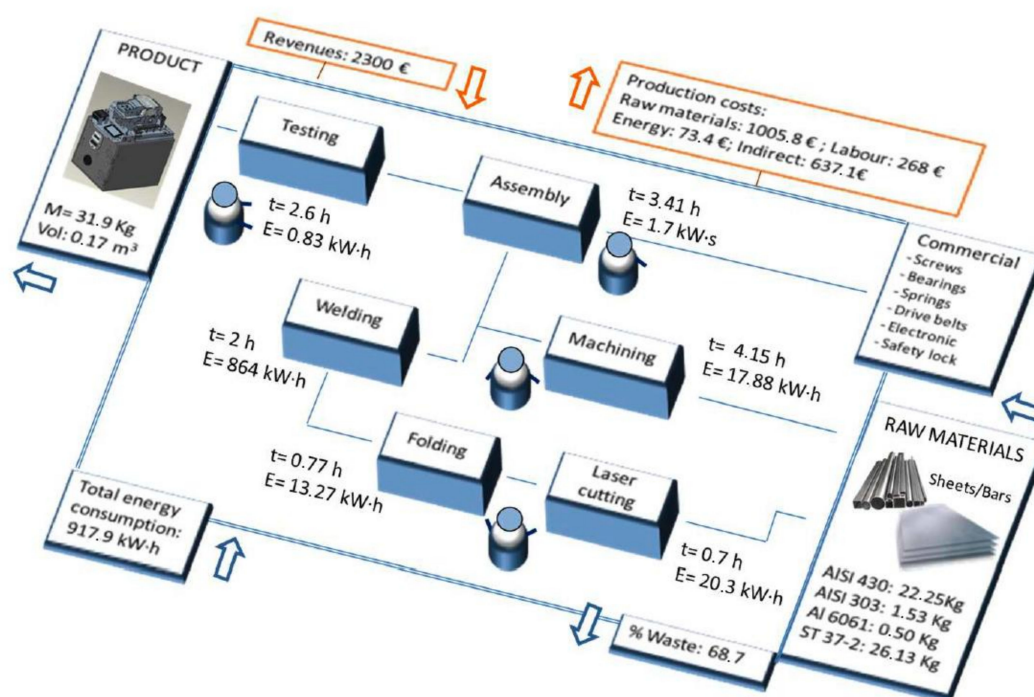 PRODUCT
M= 31.9 Kg
Vol: 0.17 m³
Revenues: 2300 €
Production costs:
Raw materials: 1005.8 € ; Labour: 268 €
Energy: 73.4 €; Indirect: 637.1€
Testing
t= 2.6 h
E= 0.83 kW·h
Assembly
t= 3.41 h
E= 1.7 kW·s
Commercial
- Screws
- Bearings
- Springs
- Drive belts
- Electronic
- Safety lock
Welding
t= 2 h
E= 864 kW·h
Machining
t= 4.15 h
E= 17.88 kW·h
Folding
t= 0.77 h
E= 13.27 kW·h
Laser
cutting
t= 0.7 h
E= 20.3 kW·h
RAW MATERIALS
Sheets/Bars
AISI 430: 22.25Kg
AISI 303: 1.53 Kg
Al 6061: 0.50 Kg
ST 37-2: 26.13 Kg
Total energy
consumption:
917.9 kW·h
% Waste: 68.7